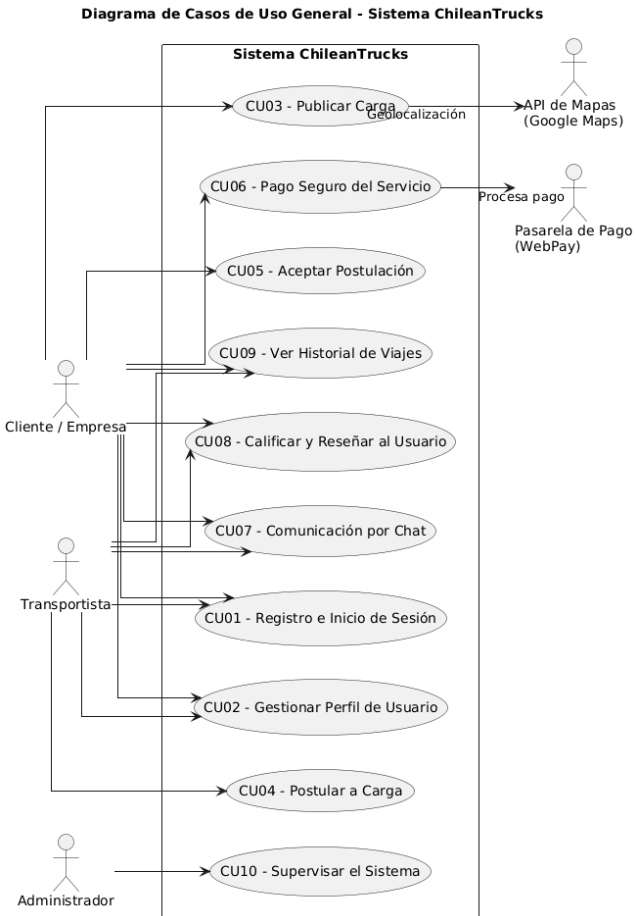 Diagrama de Casos de Uso General - Sistema ChileanTrucks
Sistema ChileanTrucks
CU03 - Publicar Carga
Geolocalización
API de Mapas
(Google Maps)
CU06 - Pago Seguro del Servicio
Procesa pago
Pasarela de Pago
(WebPay)
CU05 - Aceptar Postulación
CU09 - Ver Historial de Viajes
Cliente / Empresa
CU08 - Calificar y Reseñar al Usuario
CU07 - Comunicación por Chat
Transportista
CU01 - Registro e Inicio de Sesión
CU02 - Gestionar Perfil de Usuario
CU04 - Postular a Carga
CU10 - Supervisar el Sistema
Administrador